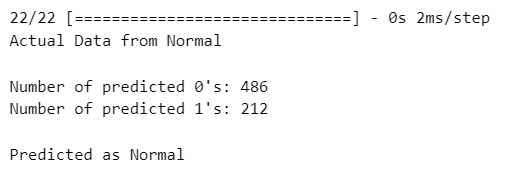 22/22 [==============================] - 0s 2ms/step
Actual Data from Normal
Number of predicted 0's: 486
Number of predicted 1's: 212
Predicted as Normal